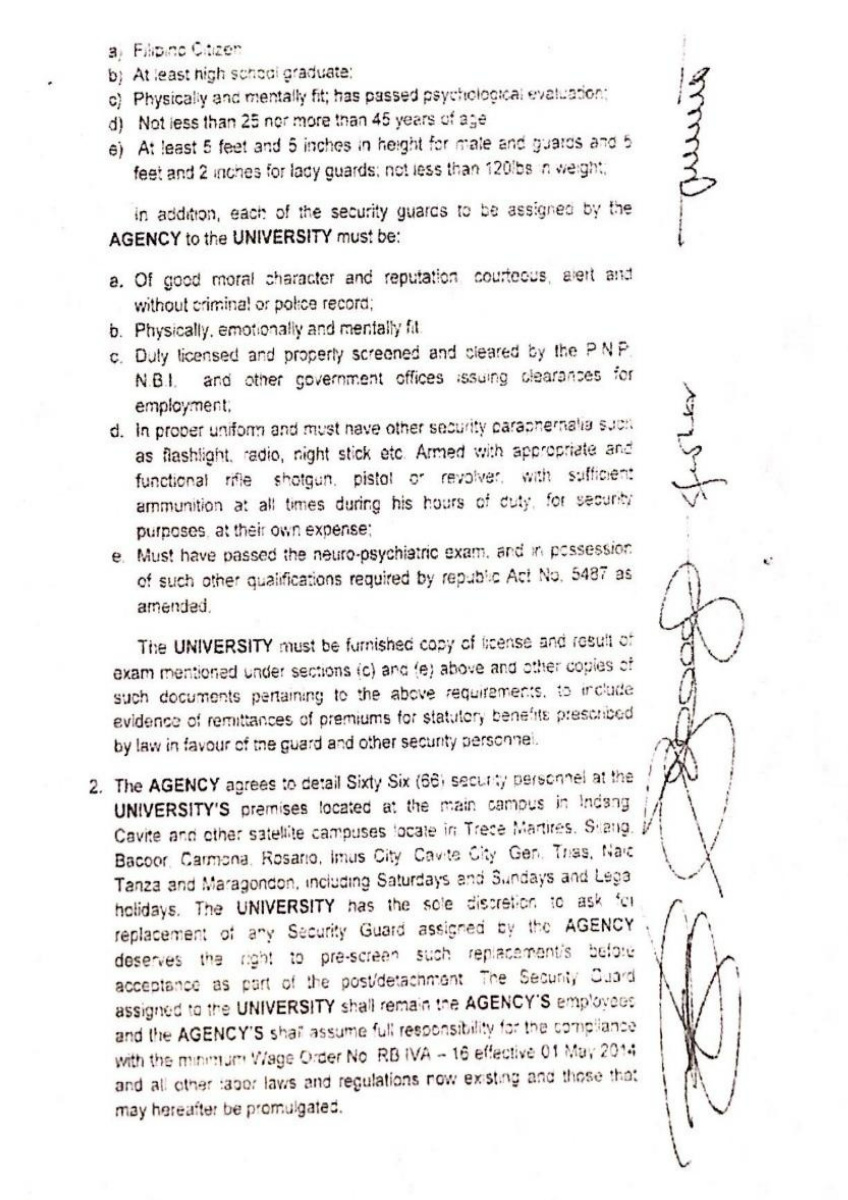 a) Filipino Citizen
b) At least high school graduate;
c) Physically and mentally fit; has passed psychological evaluation;
d) Not less than 25 nor more than 45 years of age
e) At least 5 feet and 5 inches in height for male and guards and 5
feet and 2 inches for lady guards; not less than 120lbs in weight;
In addition, each of the security guards to be assigned by the
AGENCY to the UNIVERSITY must be:
a. Of good moral character and reputation courteous, alert and
without criminal or police record;
b. Physically, emotionally and mentally fit.
c. Duly licensed and properly screened and cleared by the P.N.P.
N.B.I. and other government offices issuing clearances for
employment;
d. In proper uniform and must have other security paraphernalia such
as flashlight, radio, night stick etc. Armed with appropriate and
functional rifle shotgun, pistol or revolver, with sufficient
ammunition at all times during his hours of duty, for security
purposes, at their own expense;
e. Must have passed the neuro-psychiatric exam, and in possession
of such other qualifications required by republic Act No. 5487 as
amended.
The UNIVERSITY must be furnished copy of license and result of
exam mentioned under sections (c) and (e) above and other copies of
such documents pertaining to the above requirements, to include
evidence of remittances of premiums for statutory benefits prescribed
by law in favour of the guard and other security personnel.
2. The AGENCY agrees to detail Sixty Six (66) security personnel at the
UNIVERSITY'S premises located at the main campus in Indang
Cavite and other satellite campuses locate in Trece Martires, Silang,
Bacoor, Carmona, Rosario, Imus City, Cavite City, Gen. Trias, Naic
Tanza and Maragondon, including Saturdays and Sundays and Legal
holidays. The UNIVERSITY has the sole discretion to ask for
replacement of any Security Guard assigned by the AGENCY
deserves the right to pre-screen such replacement/s before
acceptance as part of the post/detachment. The Security Guard
assigned to the UNIVERSITY shall remain the AGENCY'S employees
and the AGENCY'S shall assume full responsibility for the compliance
with the minimum Wage Order No. RB IVA – 16 effective 01 May 2014
and all other labor laws and regulations now existing and those that
may hereafter be promulgated.